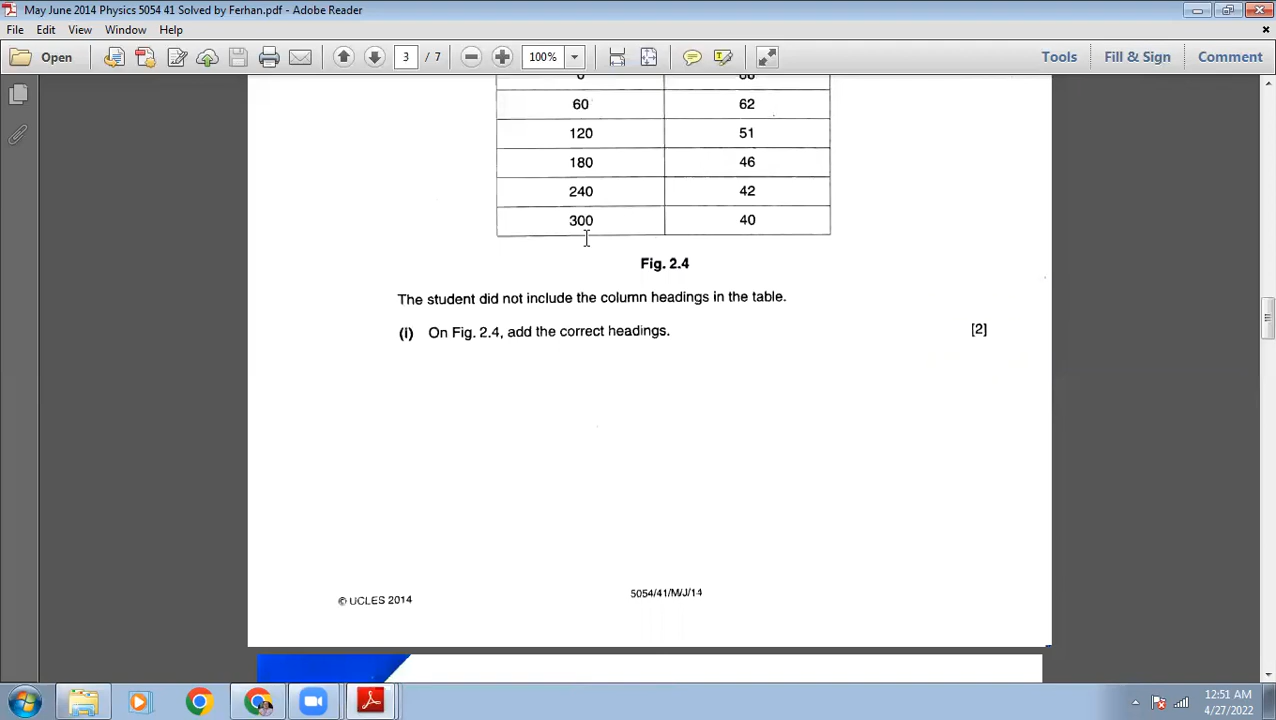 May June 2014 Physics 5054 41 Solved by Ferhan.pdf - Adobe Reader
File Edit View Window Help
Open 3 / 7 100% Tools Fill & Sign Comment
60 62
120 51
180 46
240 42
300 40
Fig. 2.4
The student did not include the column headings in the table.
(i) On Fig. 2.4, add the correct headings. [2]
© UCLES 2014 5054/41/M/J/14
12:51 AM
4/27/2022